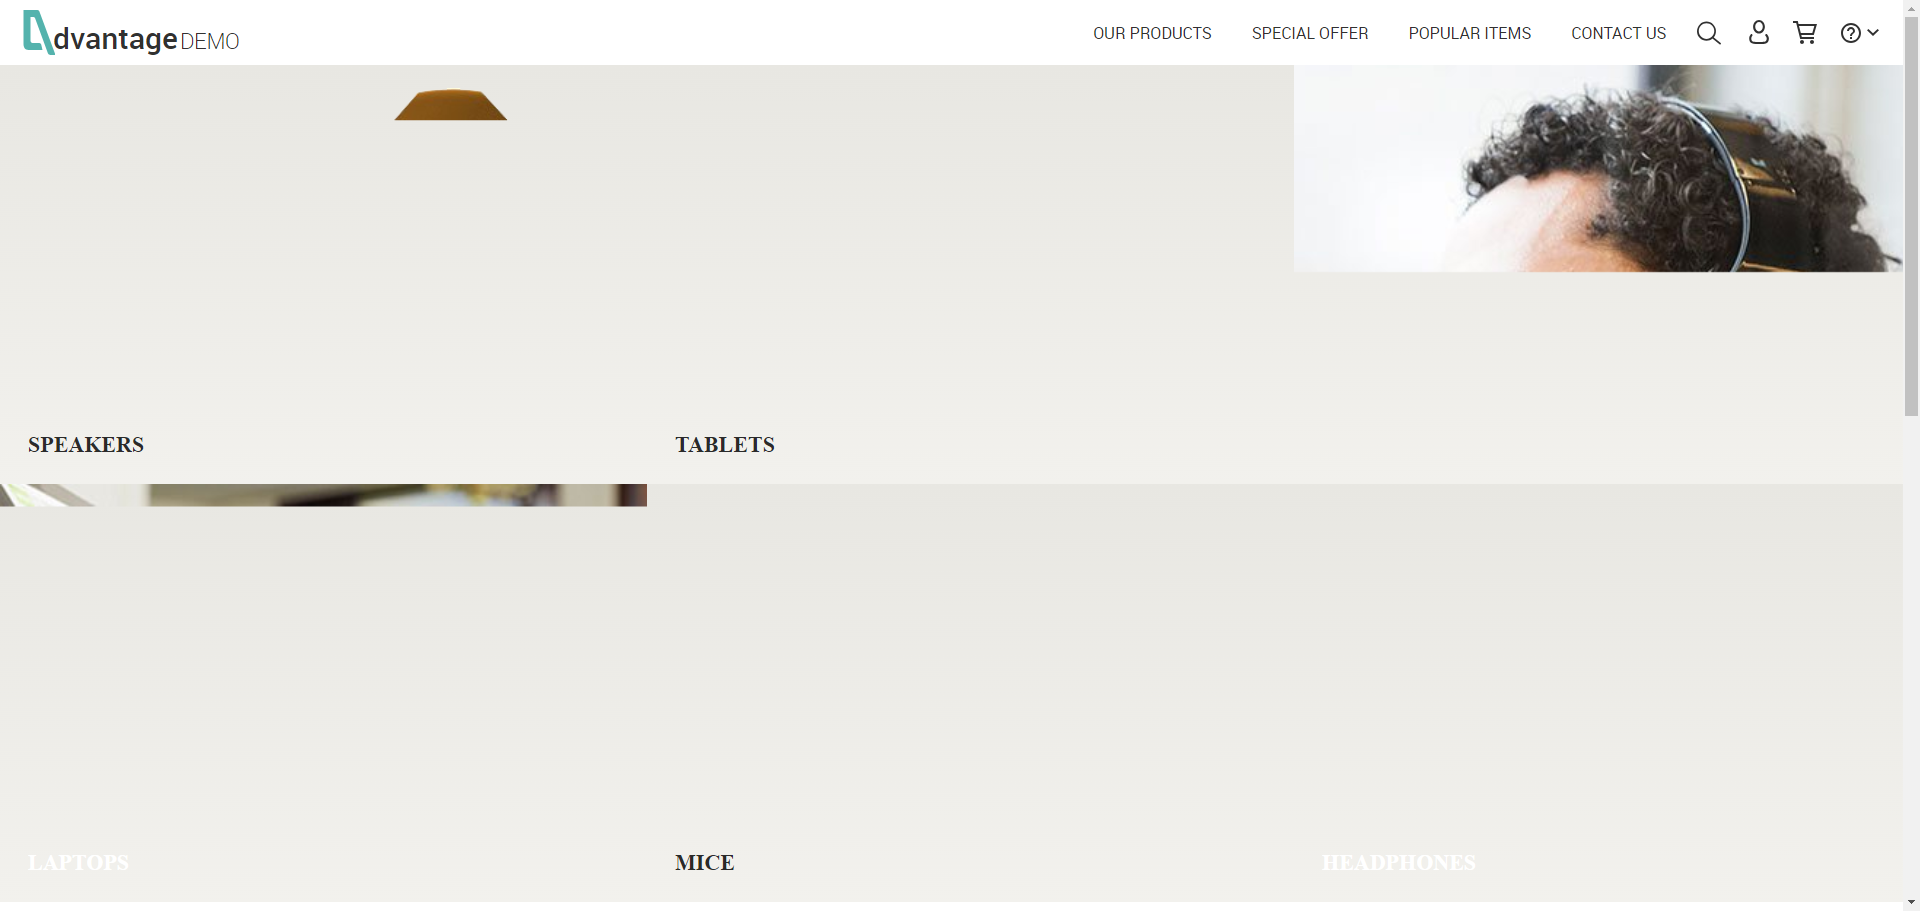 dvantage DEMO
OUR PRODUCTS
SPECIAL OFFER
POPULAR ITEMS
CONTACT US
SPEAKERS
TABLETS
LAPTOPS
MICE
HEADPHONES